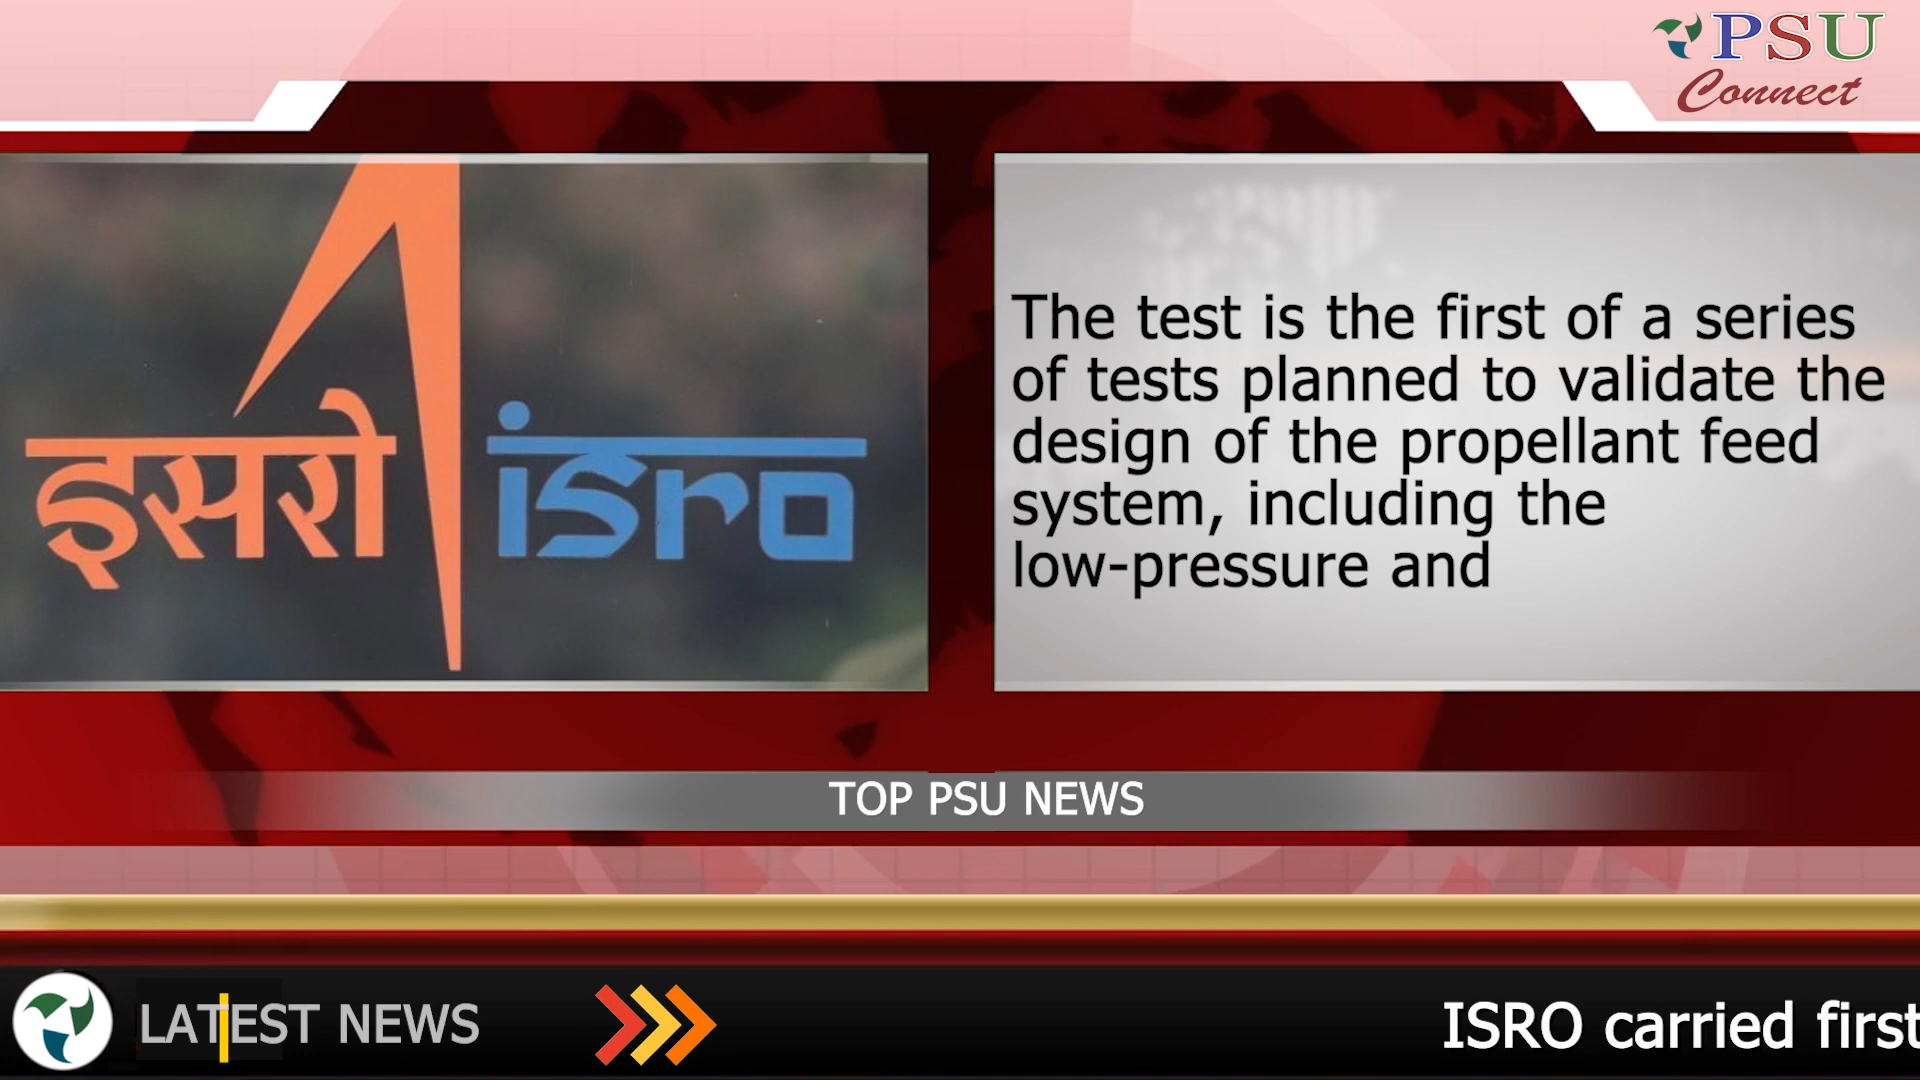 PSU
Connect
इसरो isro
The test is the first of a series
of tests planned to validate the
design of the propellant feed
system, including the
low-pressure and
TOP PSU NEWS
LATEST NEWS
ISRO carried first